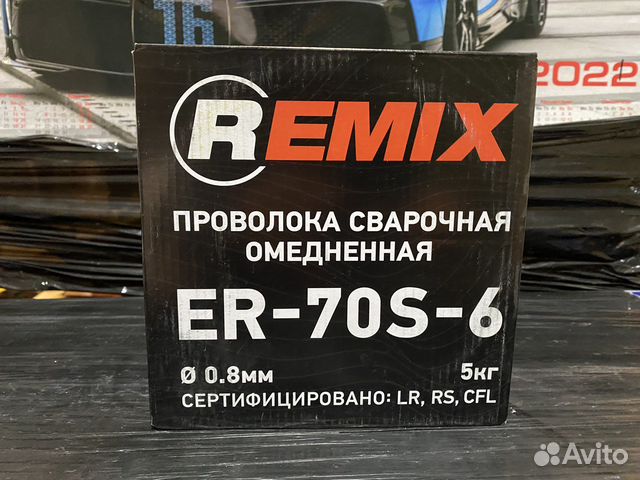 16
2022
REMIX
ПРОВОЛОКА СВАРОЧНАЯ
ОМЕДНЕННАЯ
ER-70S-6
Ø 0.8мм 5кг
СЕРТИФИЦИРОВАНО: LR, RS, CFL
Avito